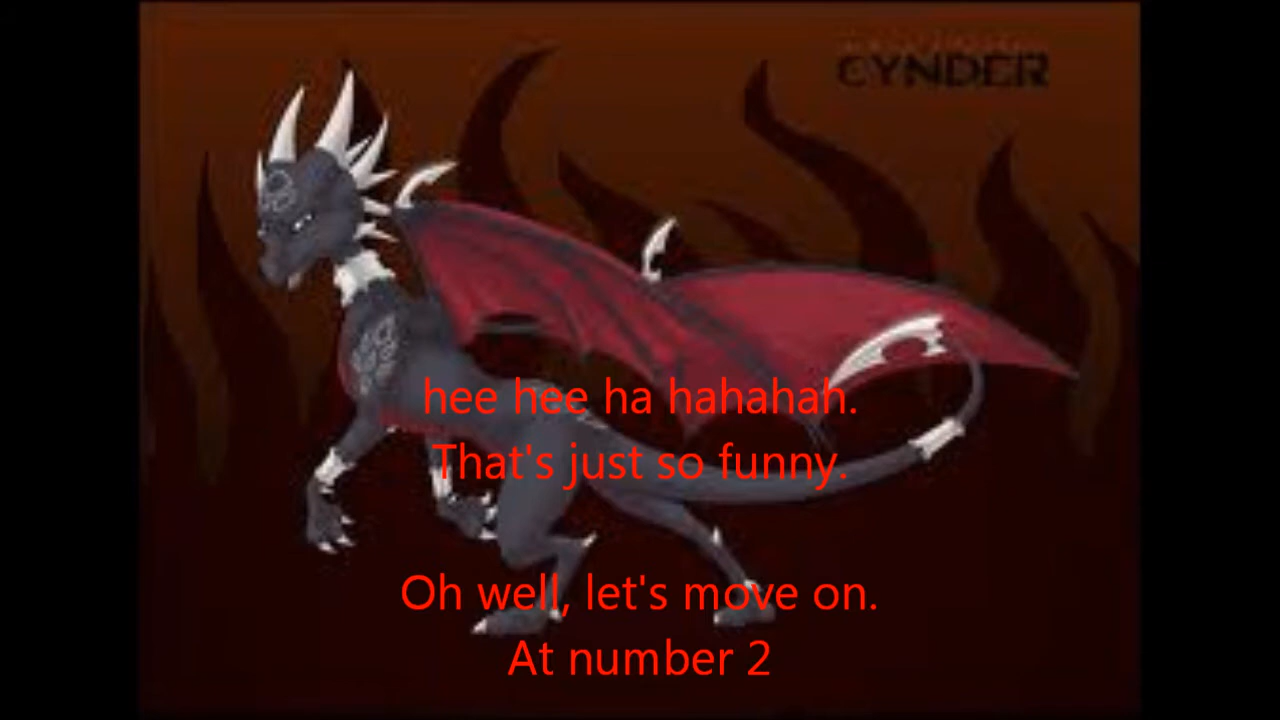 CYNDER
hee hee ha hahahah.
That's just so funny.
Oh well, let's move on.
At number 2